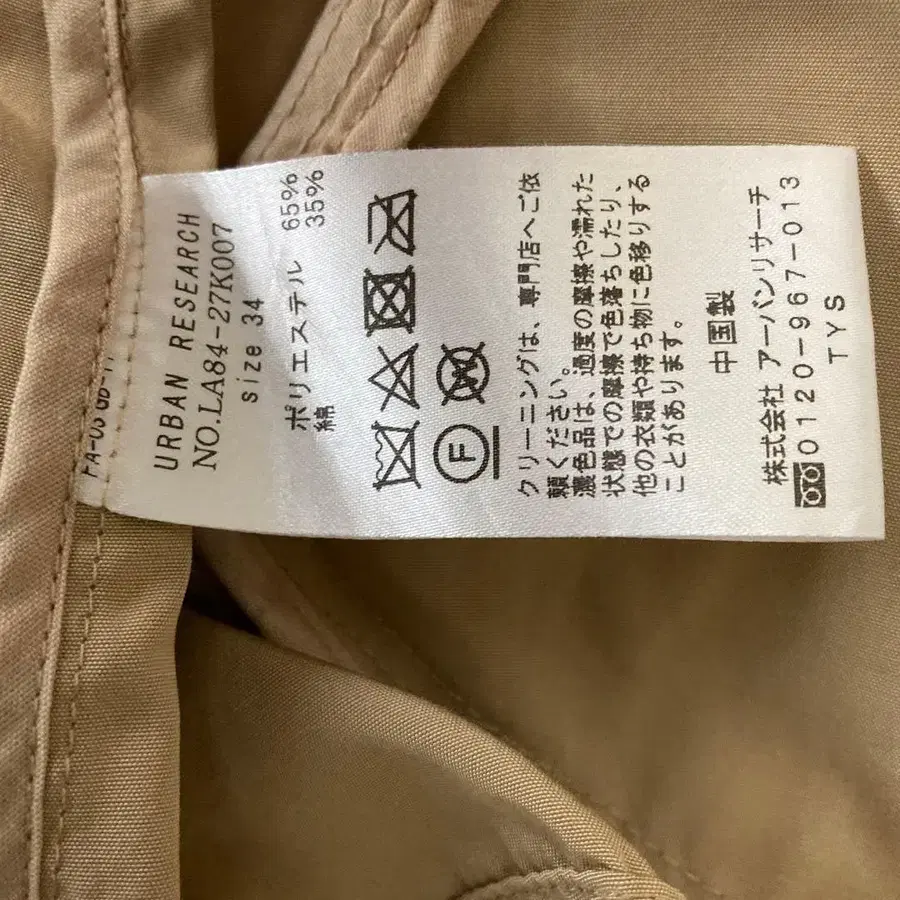 URBAN RESEARCH
NO.LA84-27K007
size 34
ポリエステル 65%
綿 35%
F
W
クリーニングは、専門店へご依
頼ください。
濃色品は、過度の摩擦や濡れた
状態での摩擦で色落ちしたり、
他の衣類や持ち物に色移りする
ことがあります。
中国製
株式会社 アーバンリサーチ
0120-967-013
TYS